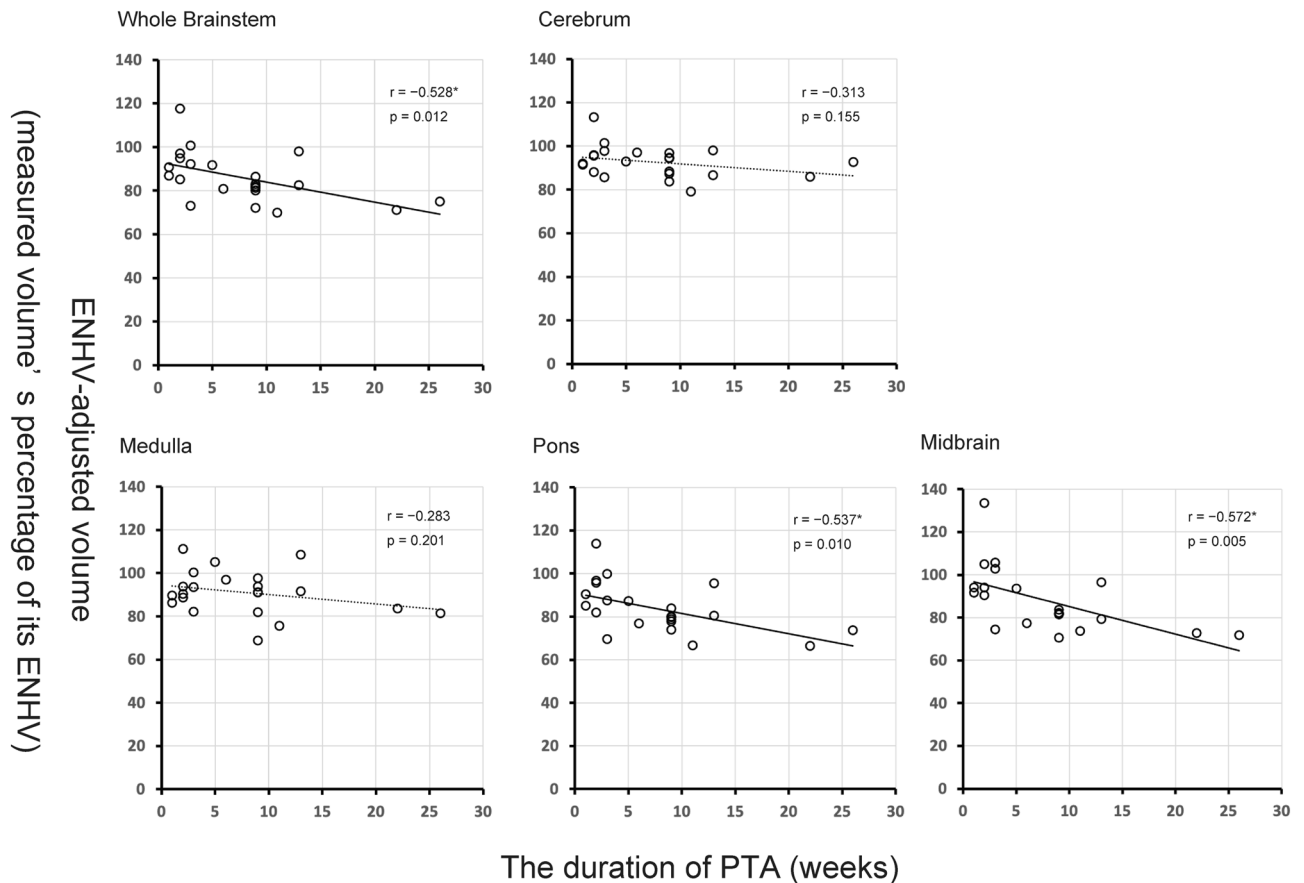 Whole Brainstem
140
120
100
80
60
40
20
0
0 5 10 15 20 25 30
r = −0.528*
p = 0.012
Cerebrum
140
120
100
80
60
40
20
0
0 5 10 15 20 25 30
r = −0.313
p = 0.155
ENHV-adjusted volume
(measured volume’ s percentage of its ENHV)
Medulla
140
120
100
80
60
40
20
0
0 5 10 15 20 25 30
r = −0.283
p = 0.201
Pons
140
120
100
80
60
40
20
0
0 5 10 15 20 25 30
r = −0.537*
p = 0.010
Midbrain
140
120
100
80
60
40
20
0
0 5 10 15 20 25 30
r = −0.572*
p = 0.005
The duration of PTA (weeks)